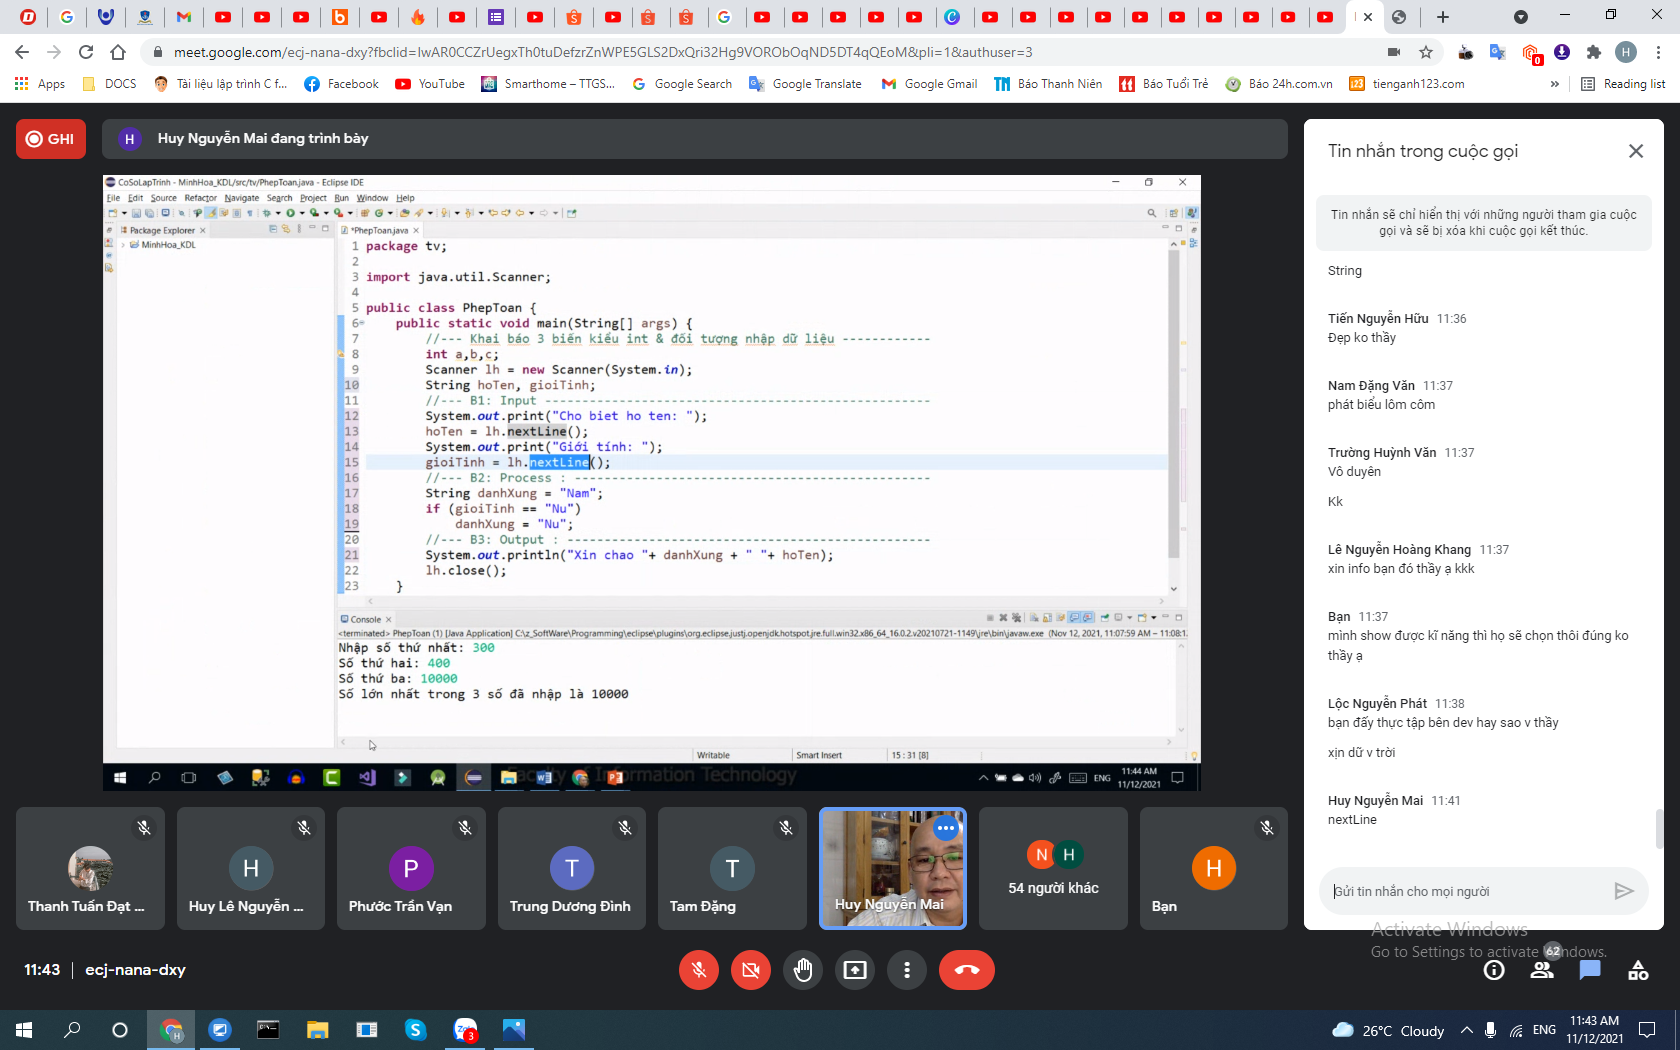 meet.google.com/ecj-nana-dxy?fbclid=IwAR0CCZrUegxTh0tuDefzrZnWPE5GLS2DxQri32Hg9VORObOqND5DT4qQEoM&pli=1&authuser=3
Apps DOCS Tài liệu lập trình C f... Facebook YouTube Smarthome – TTGS... Google Search Google Translate Google Gmail Báo Thanh Niên Báo Tuổi Trẻ Báo 24h.com.vn tienganh123.com » Reading list
GHI
H Huy Nguyễn Mai đang trình bày
CoSoLapTrinh - MinhHoa_KDL/src/tv/PhepToan.java - Eclipse IDE
File Edit Source Refactor Navigate Search Project Run Window Help
Package Explorer
MinhHoa_KDL
*PhepToan.java
1 package tv;
2
3 import java.util.Scanner;
4
5 public class PhepToan {
6 public static void main(String[] args) {
7 //--- Khai báo 3 biến kiểu int & đối tượng nhập dữ liệu ------------
8 int a,b,c;
9 Scanner lh = new Scanner(System.in);
10 String hoTen, gioiTinh;
11 //--- B1: Input ---------------------------------------------------
12 System.out.print("Cho biet ho ten: ");
13 hoTen = lh.nextLine();
14 System.out.print("Giới tính: ");
15 gioiTinh = lh.nextLine();
16 //--- B2: Process : -----------------------------------------------
17 String danhXung = "Nam";
18 if (gioiTinh == "Nu")
19 danhXung = "Nu";
20 //--- B3: Output : ------------------------------------------------
21 System.out.println("Xin chao "+ danhXung + " "+ hoTen);
22 lh.close();
23 }
Console
<terminated> PhepToan (1) [Java Application] C:\z_SoftWare\Programming\eclipse\plugins\org.eclipse.justj.openjdk.hotspot.jre.full.win32.x86_64_16.0.2.v20210721-1149\jre\bin\javaw.exe (Nov 12, 2021, 11:07:59 AM – 11:08:1
Nhập số thứ nhất: 300
Số thứ hai: 400
Số thứ ba: 10000
Số lớn nhất trong 3 số đã nhập là 10000
Writable Smart Insert 15 : 31 [8]
Faculty of Information Technology
ENG 11:44 AM
11/12/2021
Tin nhắn trong cuộc gọi
Tin nhắn sẽ chỉ hiển thị với những người tham gia cuộc
gọi và sẽ bị xóa khi cuộc gọi kết thúc.
String
Tiến Nguyễn Hữu 11:36
Đẹp ko thầy
Nam Đặng Văn 11:37
phát biểu lôm côm
Trường Huỳnh Văn 11:37
Vô duyên
Kk
Lê Nguyễn Hoàng Khang 11:37
xin info bạn đó thầy ạ kkk
Bạn 11:37
mình show được kĩ năng thì họ sẽ chọn thôi đúng ko
thầy ạ
Lộc Nguyễn Phát 11:38
bạn đấy thực tập bên dev hay sao v thầy
xịn dữ v trời
Huy Nguyễn Mai 11:41
nextLine
Gửi tin nhắn cho mọi người
H P T T N H H
Thanh Tuấn Đạt ... Huy Lê Nguyễn ... Phước Trần Vạn Trung Dương Đình Tam Đặng Huy Nguyễn Mai 54 người khác Bạn
Activate Windows
Go to Settings to activate Windows.
11:43 | ecj-nana-dxy
62
26°C Cloudy ENG 11:43 AM
11/12/2021